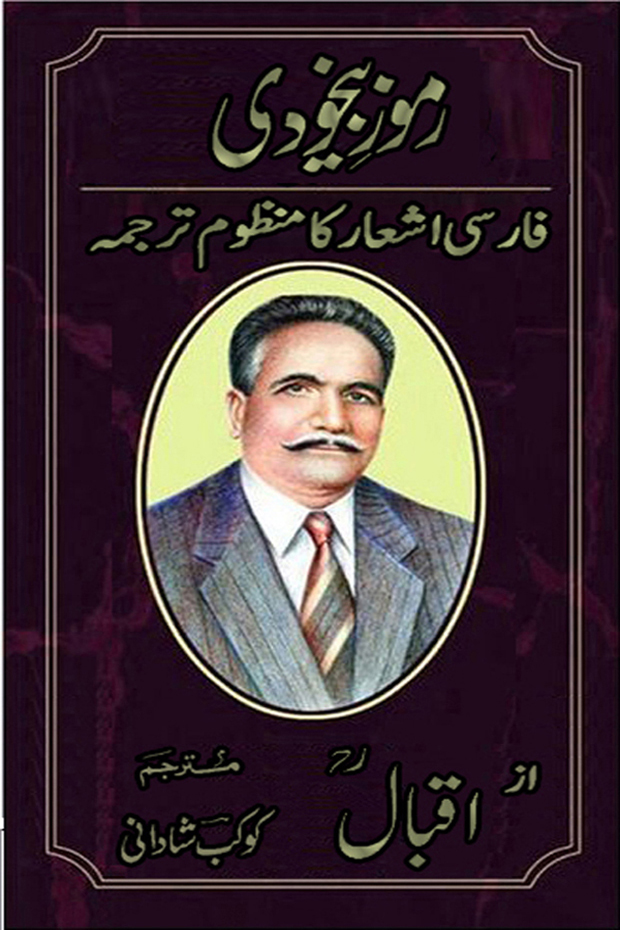 رموزِ بیخودی
فارسی اشعار کا منظوم ترجمہ
از اقبالؒ
مترجم
کوکب شادانی